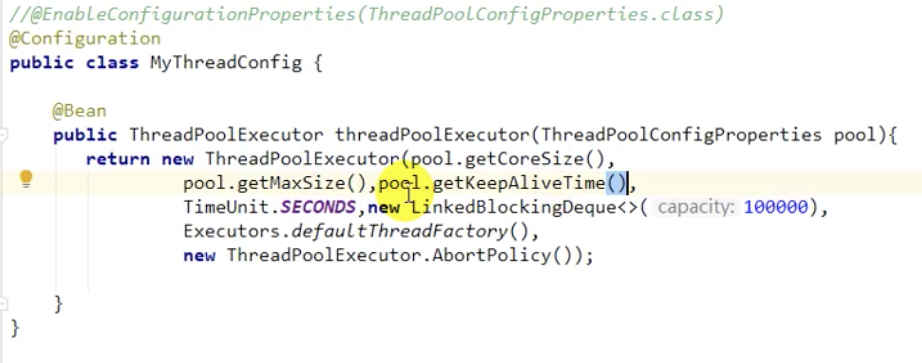 //@EnableConfigurationProperties(ThreadPoolConfigProperties.class)
@Configuration
public class MyThreadConfig {
@Bean
public ThreadPoolExecutor threadPoolExecutor(ThreadPoolConfigProperties pool){
return new ThreadPoolExecutor(pool.getCoreSize(),
pool.getMaxSize(),pool.getKeepAliveTime(),
TimeUnit.SECONDS,new LinkedBlockingDeque<>( capacity: 100000),
Executors.defaultThreadFactory(),
new ThreadPoolExecutor.AbortPolicy());
}
}